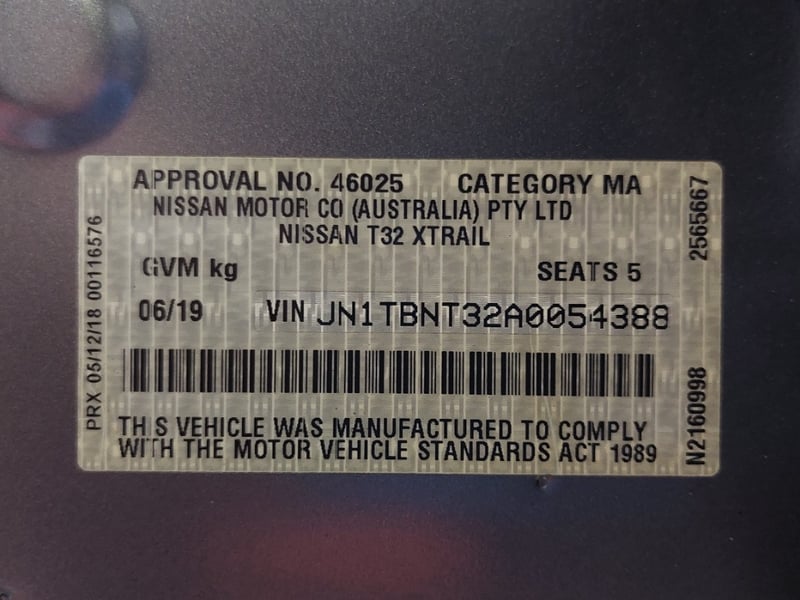 APPROVAL NO. 46025 CATEGORY MA
NISSAN MOTOR CO (AUSTRALIA) PTY LTD
NISSAN T32 XTRAIL
GVM kg SEATS 5
06/19 VIN JN1TBNT32A0054388
THIS VEHICLE WAS MANUFACTURED TO COMPLY
WITH THE MOTOR VEHICLE STANDARDS ACT 1989
PRX 05/12/18 00116576
2565667
N2160998